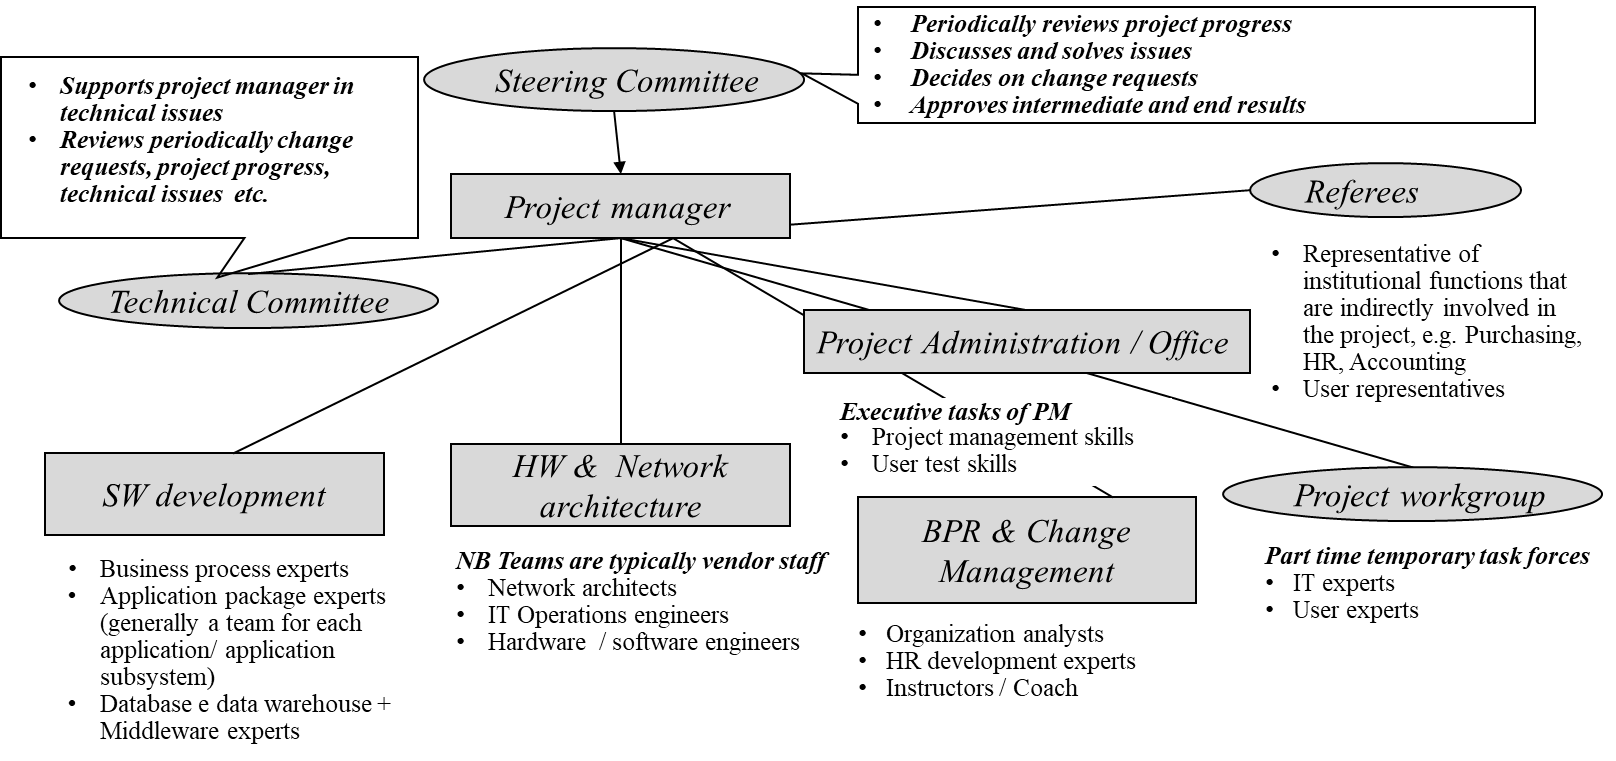 • Periodically reviews project progress
• Discusses and solves issues
• Decides on change requests
• Approves intermediate and end results
Steering Committee
• Supports project manager in
technical issues
• Reviews periodically change
requests, project progress,
technical issues etc.
Project manager
Referees
• Representative of
institutional functions that
are indirectly involved in
the project, e.g. Purchasing,
HR, Accounting
• User representatives
Technical Committee
Project Administration / Office
Executive tasks of PM
• Project management skills
• User test skills
SW development
• Business process experts
• Application package experts
(generally a team for each
application/ application
subsystem)
• Database e data warehouse +
Middleware experts
HW & Network
architecture
NB Teams are typically vendor staff
• Network architects
• IT Operations engineers
• Hardware / software engineers
BPR & Change
Management
• Organization analysts
• HR development experts
• Instructors / Coach
Project workgroup
Part time temporary task forces
• IT experts
• User experts